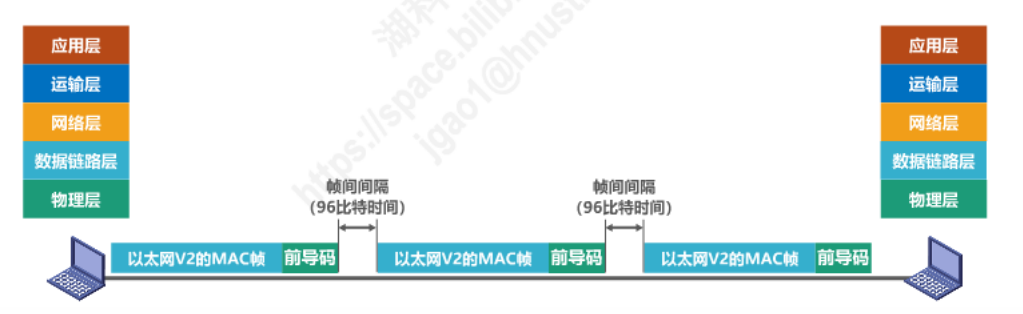 应用层
运输层
网络层
数据链路层
物理层
应用层
运输层
网络层
数据链路层
物理层
帧间间隔
(96比特时间)
帧间间隔
(96比特时间)
以太网V2的MAC帧 前导码 以太网V2的MAC帧 前导码 以太网V2的MAC帧 前导码
https://space.bilibi
jgao1@hnust
湖科